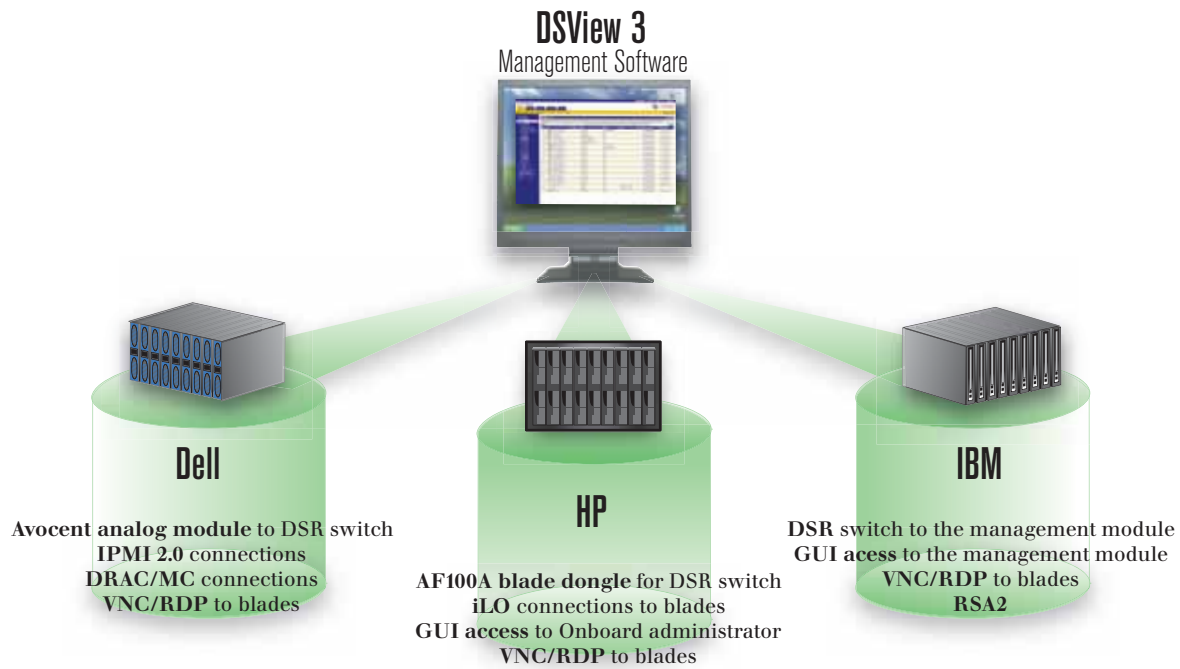 DSView 3
Management Software
Dell
Avocent analog module to DSR switch
IPMI 2.0 connections
DRAC/MC connections
VNC/RDP to blades
HP
AF100A blade dongle for DSR switch
iLO connections to blades
GUI access to Onboard administrator
VNC/RDP to blades
IBM
DSR switch to the management module
GUI acess to the management module
VNC/RDP to blades
RSA2